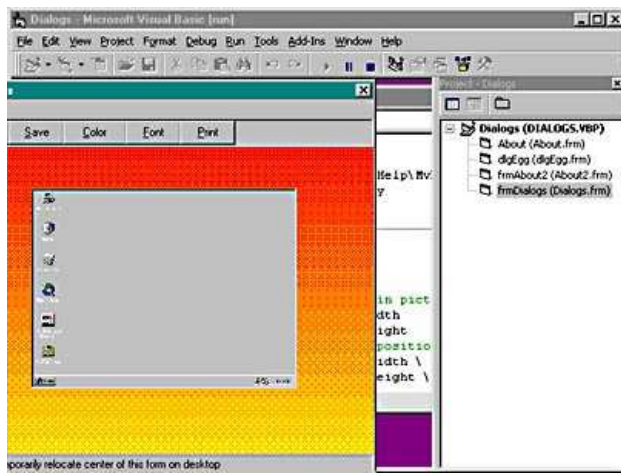 Dialogs - Microsoft Visual Basic [run]
File Edit View Project Format Debug Run Tools Add-Ins Window Help
Project - Dialogs
Save Color Font Print
Dialogs (DIALOGS.VBP)
About (About.frm)
dlgEgg (dlgEgg.frm)
frmAbout2 (About2.frm)
frmDialogs (Dialogs.frm)
Help\Mv
y
in pict
dth
ight
positio
idth \
eight \
porarily relocate center of this form on desktop